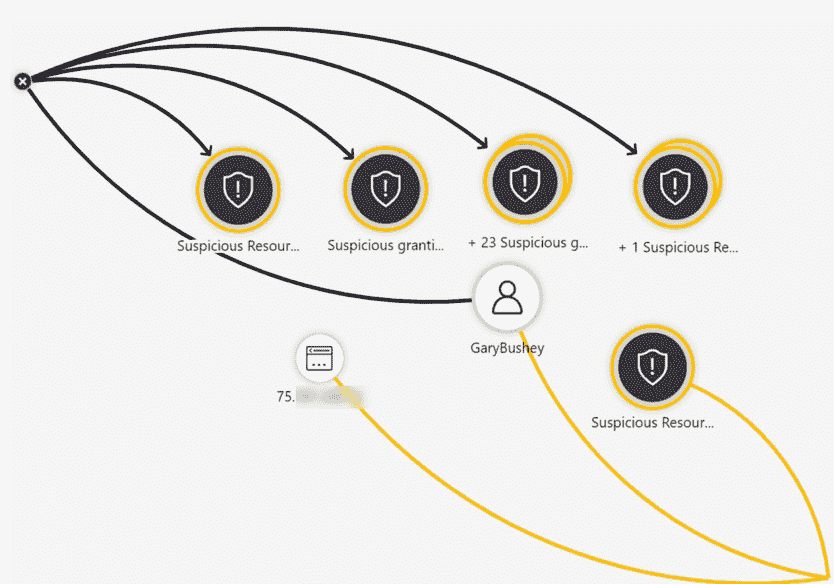 Suspicious Resour...
Suspicious granti...
+ 23 Suspicious g...
+ 1 Suspicious Re...
GaryBushey
75.
Suspicious Resour...